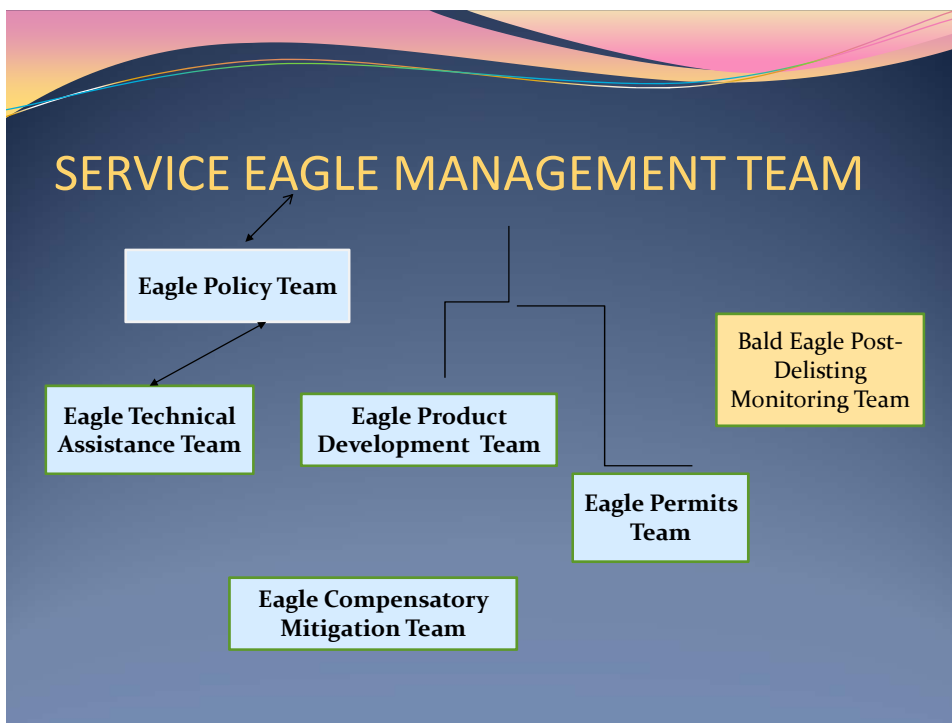 SERVICE EAGLE MANAGEMENT TEAM
Eagle Policy Team
Bald Eagle Post-
Delisting
Monitoring Team
Eagle Technical
Assistance Team
Eagle Product
Development Team
Eagle Permits
Team
Eagle Compensatory
Mitigation Team